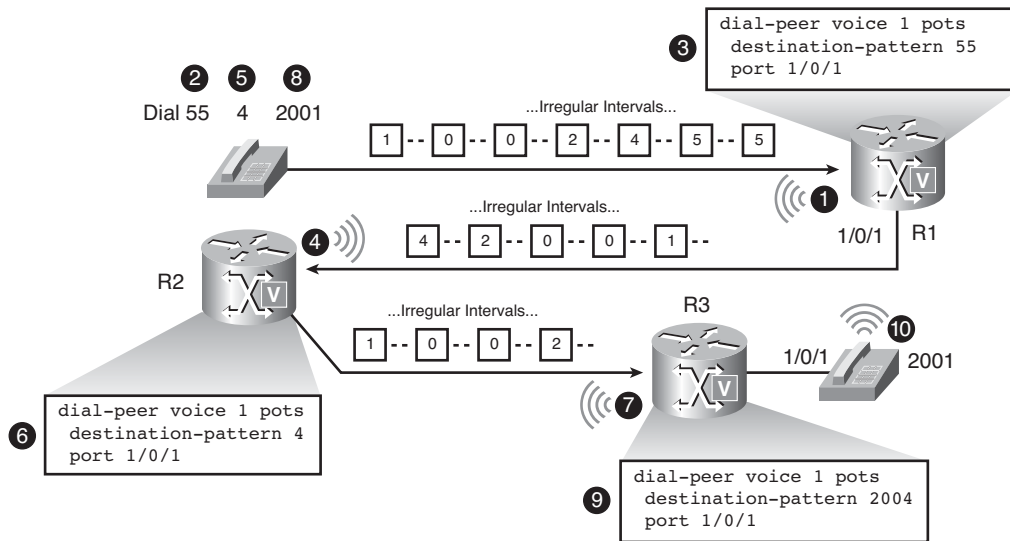 3
dial-peer voice 1 pots
destination-pattern 55
port 1/0/1
2 5 8
Dial 55 4 2001
...Irregular Intervals...
1 -- 0 -- 0 -- 2 -- 4 -- 5 -- 5
V
1
1/0/1 R1
...Irregular Intervals...
4 -- 2 -- 0 -- 0 -- 1 --
4
R2
V
...Irregular Intervals...
1 -- 0 -- 0 -- 2 --
R3
10
1/0/1
2001
V
7
6
dial-peer voice 1 pots
destination-pattern 4
port 1/0/1
9
dial-peer voice 1 pots
destination-pattern 2004
port 1/0/1